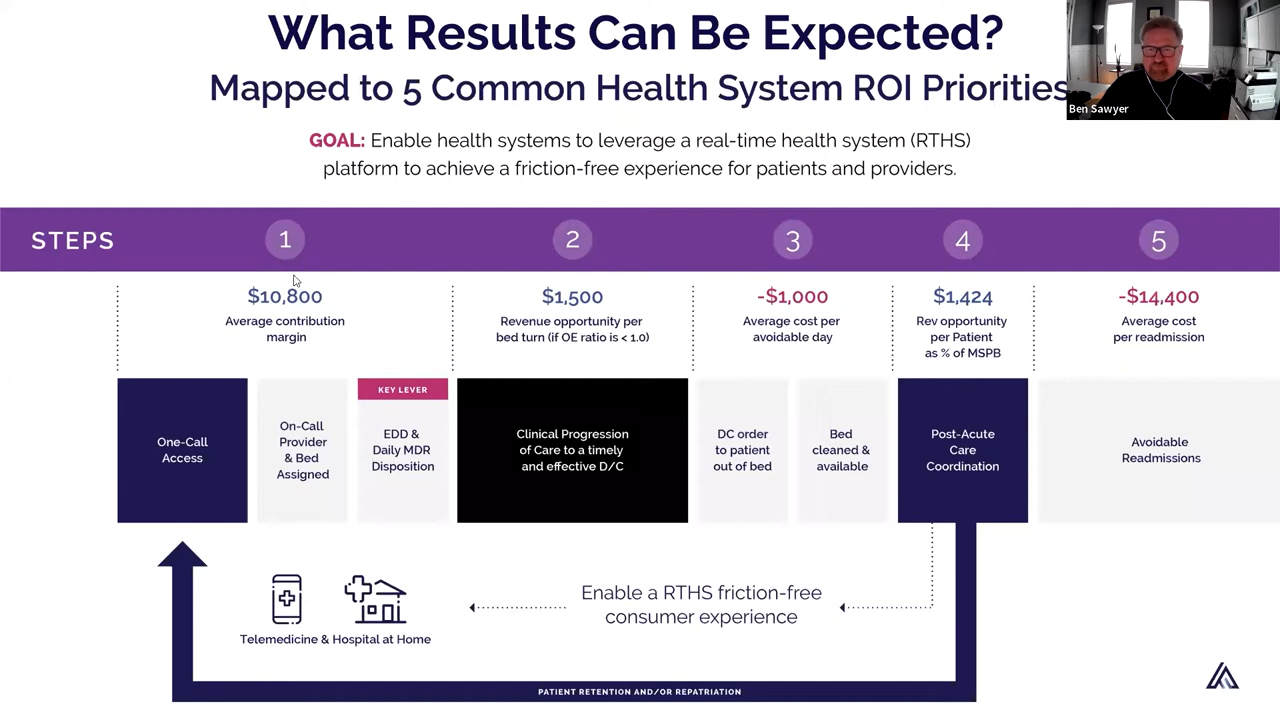 What Results Can Be Expected?
Mapped to 5 Common Health System ROI Priorities
Ben Sawyer
GOAL: Enable health systems to leverage a real-time health system (RTHS)
platform to achieve a friction-free experience for patients and providers.
STEPS
1
2
3
4
5
$10,800
Average contribution
margin
$1,500
Revenue opportunity per
bed turn (if OE ratio is < 1.0)
-$1,000
Average cost per
avoidable day
$1,424
Rev opportunity
per Patient
as % of MSPB
-$14,400
Average cost
per readmission
One-Call
Access
On-Call
Provider
& Bed
Assigned
KEY LEVER
EDD &
Daily MDR
Disposition
Clinical Progression
of Care to a timely
and effective D/C
DC order
to patient
out of bed
Bed
cleaned &
available
Post-Acute
Care
Coordination
Avoidable
Readmissions
Telemedicine & Hospital at Home
Enable a RTHS friction-free
consumer experience
PATIENT RETENTION AND/OR REPATRIATION